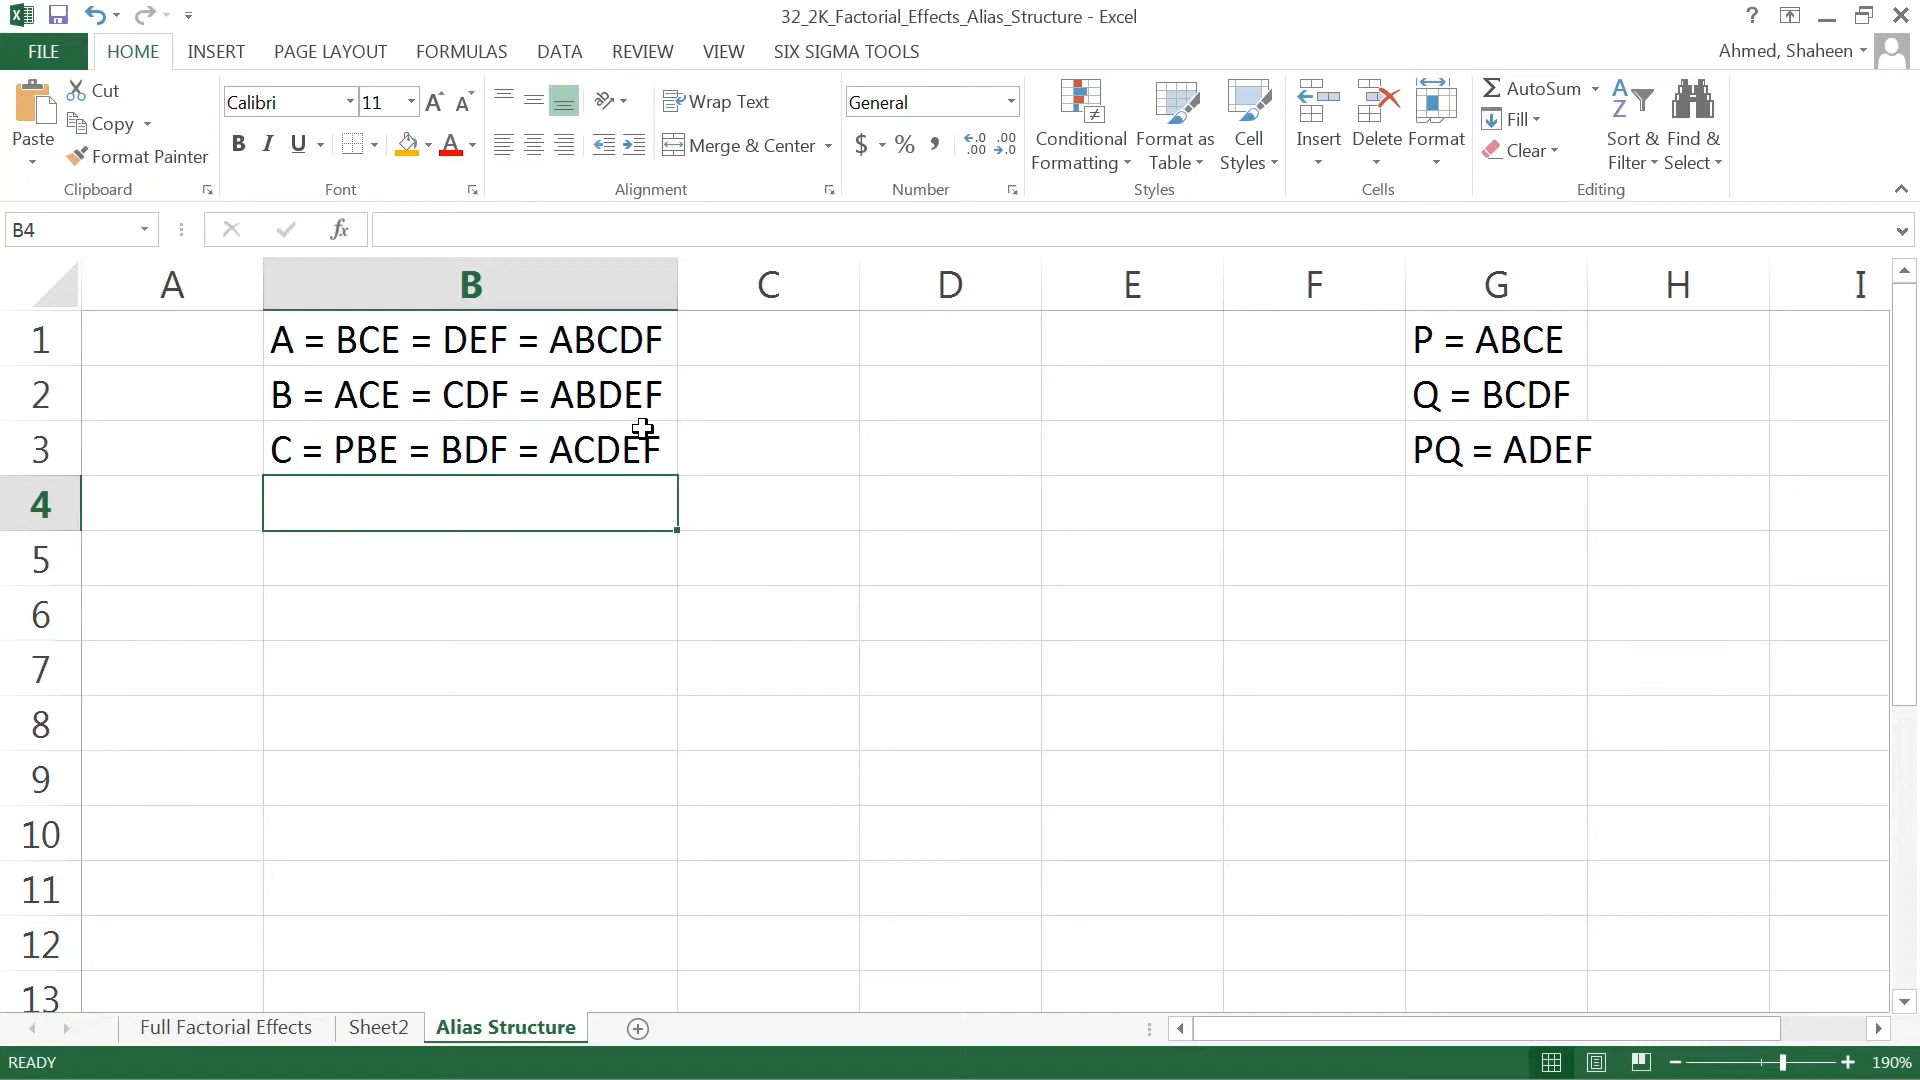 32_2K_Factorial_Effects_Alias_Structure - Excel
FILE HOME INSERT PAGE LAYOUT FORMULAS DATA REVIEW VIEW SIX SIGMA TOOLS Ahmed, Shaheen
Paste
Cut
Copy
Format Painter
Clipboard
Calibri 11
B I U A
Font
Wrap Text
Merge & Center
Alignment
General
$ % , .0 .00 .00 .0
Number
Conditional Formatting
Format as Table
Cell Styles
Styles
Insert
Delete
Format
Cells
AutoSum
Fill
Clear
Sort & Filter
Find & Select
Editing
B4 fx
A B C D E F G H I
1 A = BCE = DEF = ABCDF P = ABCE
2 B = ACE = CDF = ABDEF Q = BCDF
3 C = PBE = BDF = ACDEF PQ = ADEF
4
5
6
7
8
9
10
11
12
13
Full Factorial Effects Sheet2 Alias Structure
READY 190%